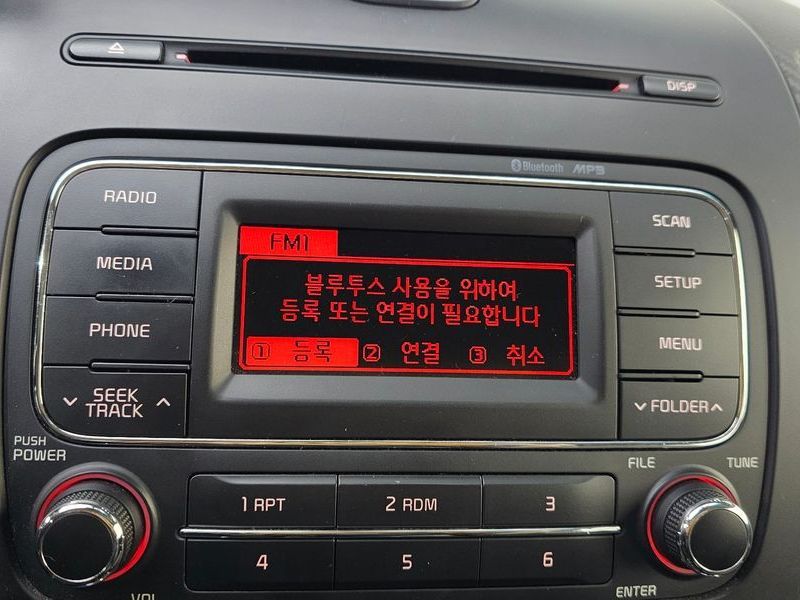 DISP
Bluetooth MP3
RADIO
MEDIA
PHONE
SEEK
TRACK
FM1
블루투스 사용을 위하여
등록 또는 연결이 필요합니다
1 등록 2 연결 3 취소
SCAN
SETUP
MENU
FOLDER
PUSH
POWER
VOL
1 RPT
2 RDM
3
4
5
6
FILE
TUNE
ENTER